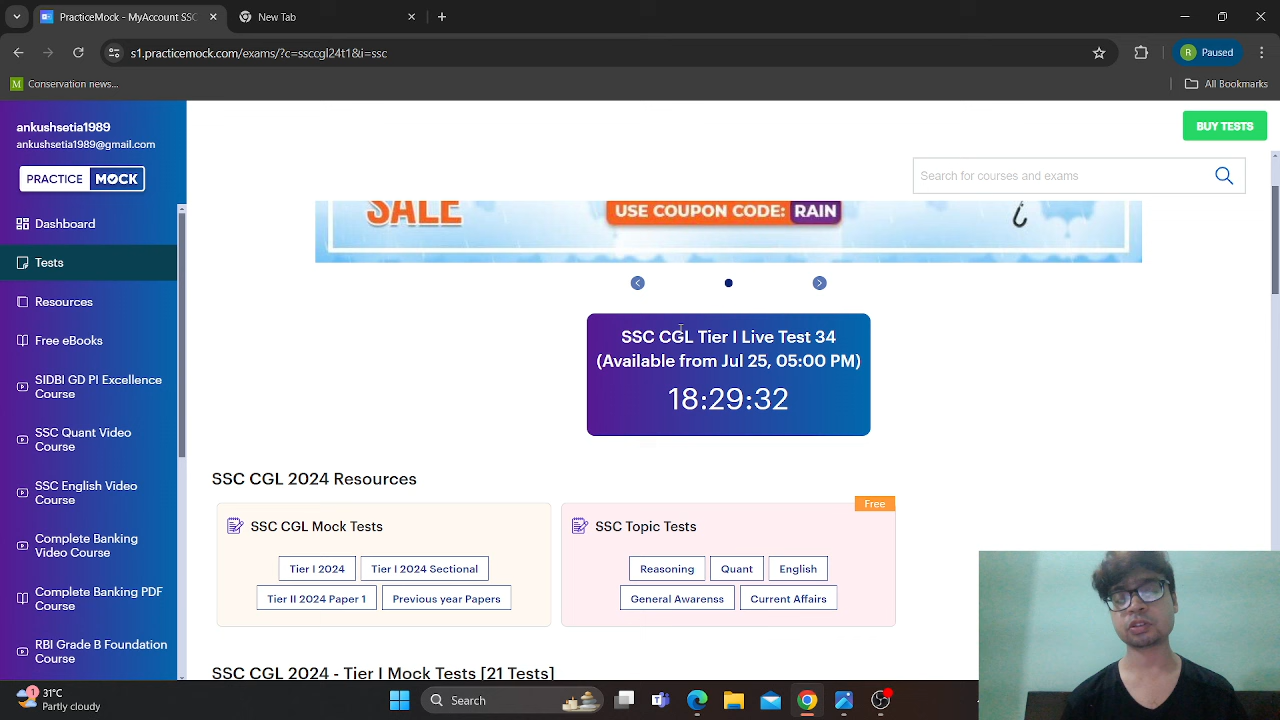 PracticeMock - MyAccount SSC
New Tab
s1.practicemock.com/exams/?c=ssccgl24t1&i=ssc
R
Paused
M
Conservation news...
All Bookmarks
ankushsetia1989
ankushsetia1989@gmail.com
PRACTICE MOCK
Dashboard
Tests
Resources
Free eBooks
SIDBI GD PI Excellence
Course
SSC Quant Video
Course
SSC English Video
Course
Complete Banking
Video Course
Complete Banking PDF
Course
RBI Grade B Foundation
Course
BUY TESTS
Search for courses and exams
SALE
USE COUPON CODE: RAIN
SSC CGL Tier I Live Test 34
(Available from Jul 25, 05:00 PM)
18:29:32
SSC CGL 2024 Resources
SSC CGL Mock Tests
Tier I 2024
Tier I 2024 Sectional
Tier II 2024 Paper 1
Previous year Papers
Free
SSC Topic Tests
Reasoning
Quant
English
General Awarenss
Current Affairs
SSC CGL 2024 - Tier I Mock Tests [21 Tests]
1
31°C
Partly cloudy
Search